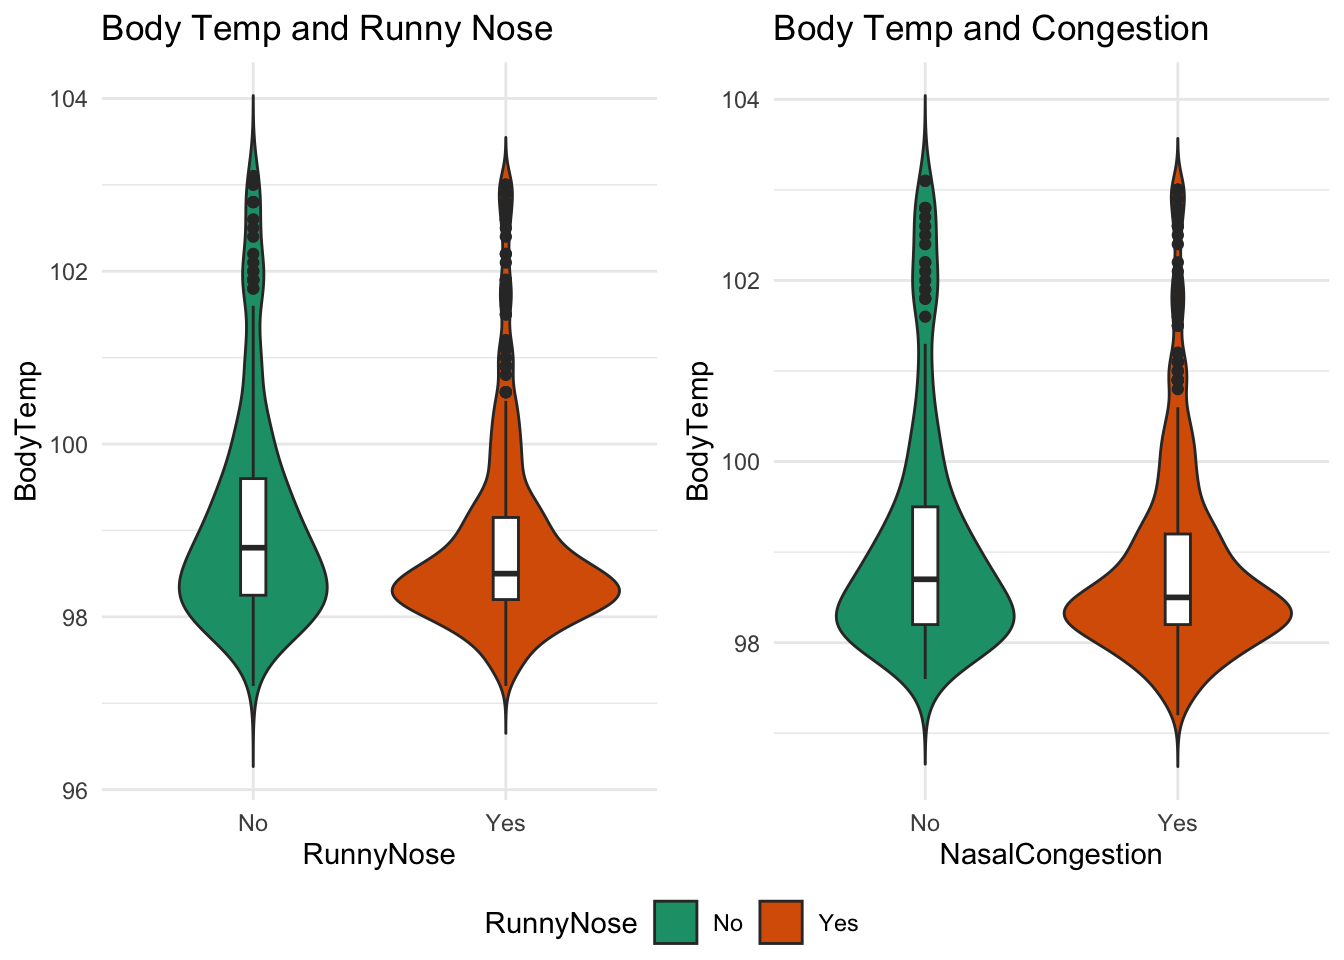 Body Temp and Runny Nose
104
102
100
98
96
BodyTemp
No Yes
RunnyNose
Body Temp and Congestion
104
102
100
98
BodyTemp
No Yes
NasalCongestion
RunnyNose No Yes